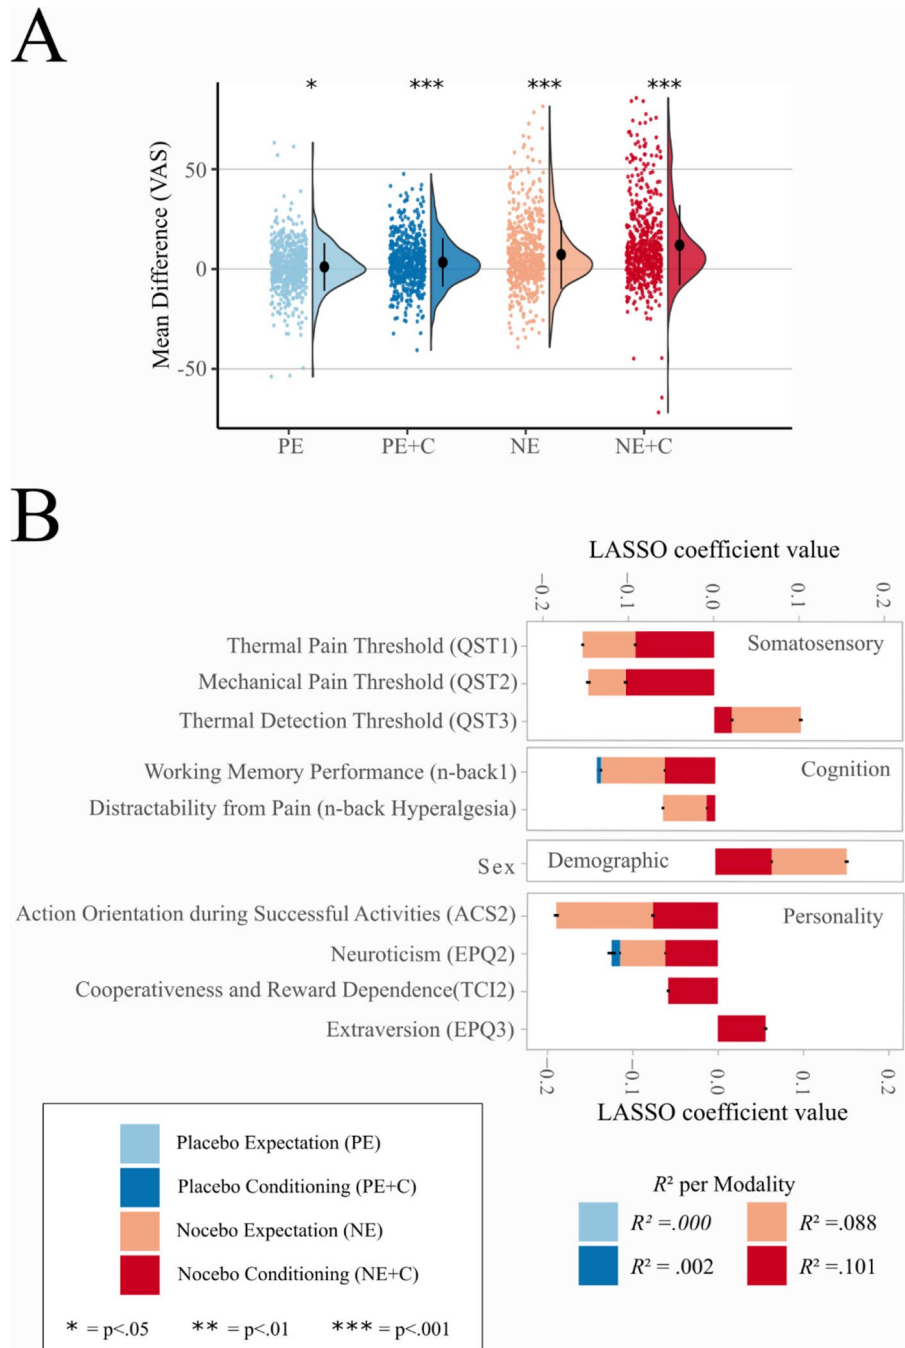 A
* *** *** ***
Mean Difference (VAS)
50
0
-50
PE PE+C NE NE+C
B
LASSO coefficient value
-0.2 -0.1 0.0 0.1 0.2
Thermal Pain Threshold (QST1)
Somatosensory
Mechanical Pain Threshold (QST2)
Thermal Detection Threshold (QST3)
Working Memory Performance (n-back1)
Cognition
Distractability from Pain (n-back Hyperalgesia)
Sex
Demographic
Action Orientation during Successful Activities (ACS2)
Personality
Neuroticism (EPQ2)
Cooperativeness and Reward Dependence(TCI2)
Extraversion (EPQ3)
-0.2 -0.1 0.0 0.1 0.2
LASSO coefficient value
Placebo Expectation (PE)
Placebo Conditioning (PE+C)
Nocebo Expectation (NE)
Nocebo Conditioning (NE+C)
* = p<.05 ** = p<.01 *** = p<.001
R² per Modality
R² =.000 R² =.088
R² = .002 R² =.101